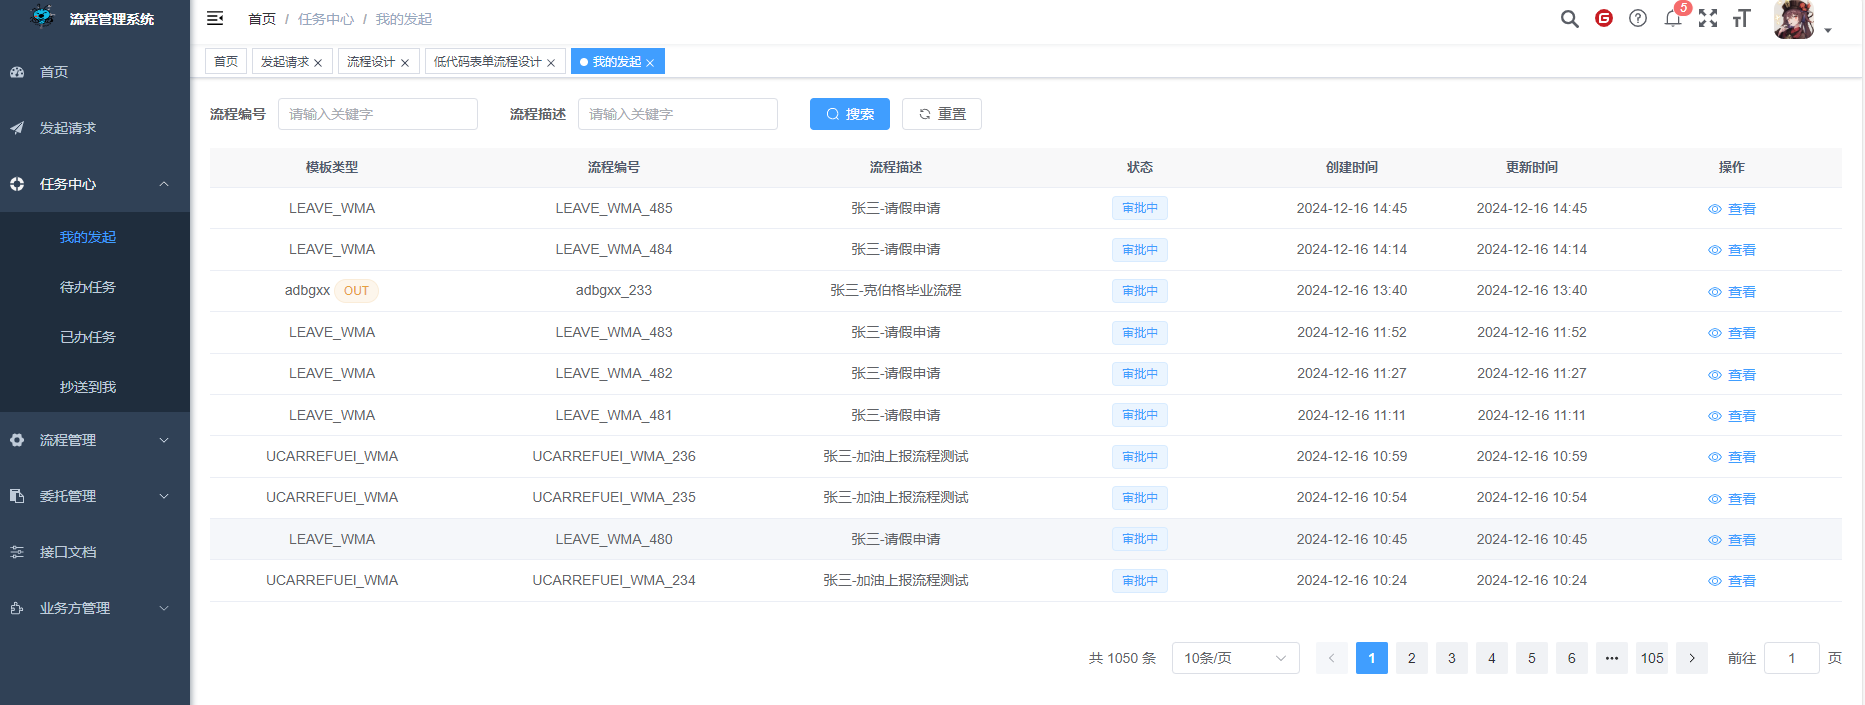 流程管理系统
首页 / 任务中心 / 我的发起
5
首页
发起请求
流程设计
低代码表单流程设计
我的发起
首页
发起请求
任务中心
我的发起
待办任务
已办任务
抄送到我
流程管理
委托管理
接口文档
业务方管理
流程编号 请输入关键字 流程描述 请输入关键字 搜索 重置
模板类型 流程编号 流程描述 状态 创建时间 更新时间 操作
LEAVE_WMA LEAVE_WMA_485 张三-请假申请 审批中 2024-12-16 14:45 2024-12-16 14:45 查看
LEAVE_WMA LEAVE_WMA_484 张三-请假申请 审批中 2024-12-16 14:14 2024-12-16 14:14 查看
adbgxx OUT adbgxx_233 张三-克伯格毕业流程 审批中 2024-12-16 13:40 2024-12-16 13:40 查看
LEAVE_WMA LEAVE_WMA_483 张三-请假申请 审批中 2024-12-16 11:52 2024-12-16 11:52 查看
LEAVE_WMA LEAVE_WMA_482 张三-请假申请 审批中 2024-12-16 11:27 2024-12-16 11:27 查看
LEAVE_WMA LEAVE_WMA_481 张三-请假申请 审批中 2024-12-16 11:11 2024-12-16 11:11 查看
UCARREFUEl_WMA UCARREFUEl_WMA_236 张三-加油上报流程测试 审批中 2024-12-16 10:59 2024-12-16 10:59 查看
UCARREFUEl_WMA UCARREFUEl_WMA_235 张三-加油上报流程测试 审批中 2024-12-16 10:54 2024-12-16 10:54 查看
LEAVE_WMA LEAVE_WMA_480 张三-请假申请 审批中 2024-12-16 10:45 2024-12-16 10:45 查看
UCARREFUEl_WMA UCARREFUEl_WMA_234 张三-加油上报流程测试 审批中 2024-12-16 10:24 2024-12-16 10:24 查看
共 1050 条 10条/页 1 2 3 4 5 6 ••• 105 前往 1 页